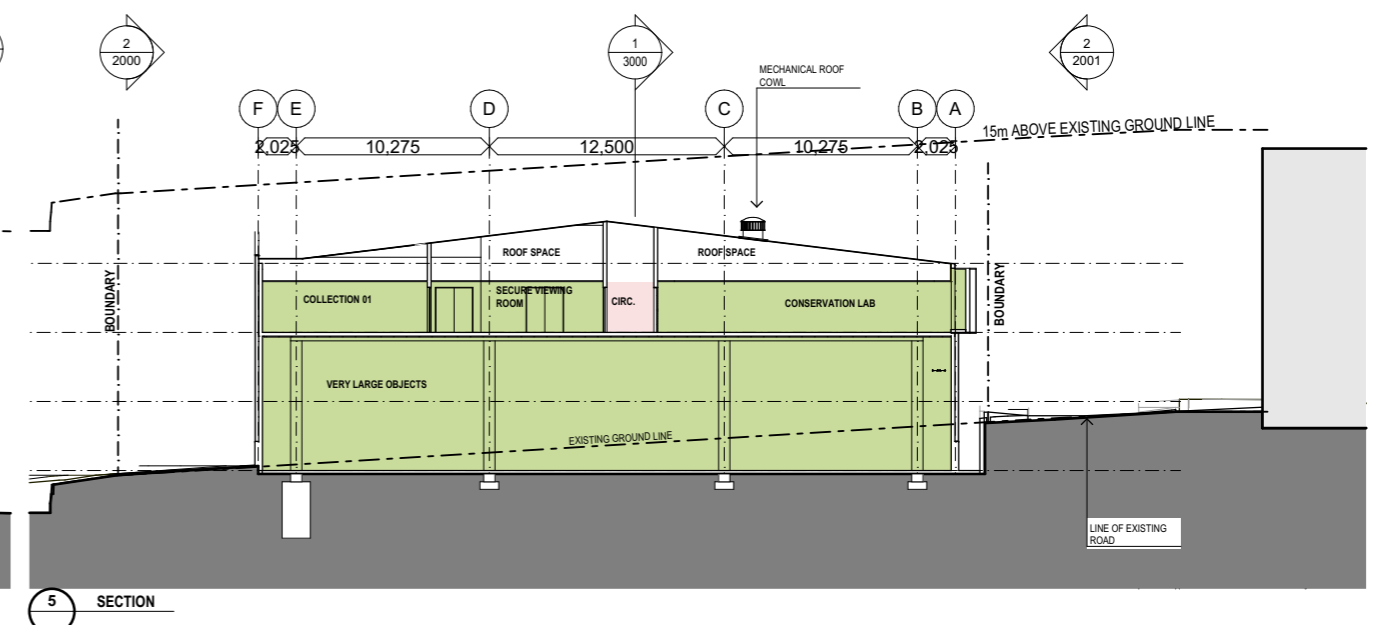 2
2000
1
3000
2
2001
MECHANICAL ROOF
COWL
F E D C B A
15m ABOVE EXISTING GROUND LINE
2,025 10,275 12,500 10,275 2,025
BOUNDARY
ROOF SPACE
ROOF SPACE
BOUNDARY
COLLECTION 01
SECURE VIEWING
ROOM
CIRC.
CONSERVATION LAB
VERY LARGE OBJECTS
EXISTING GROUND LINE
LINE OF EXISTING
ROAD
5 SECTION